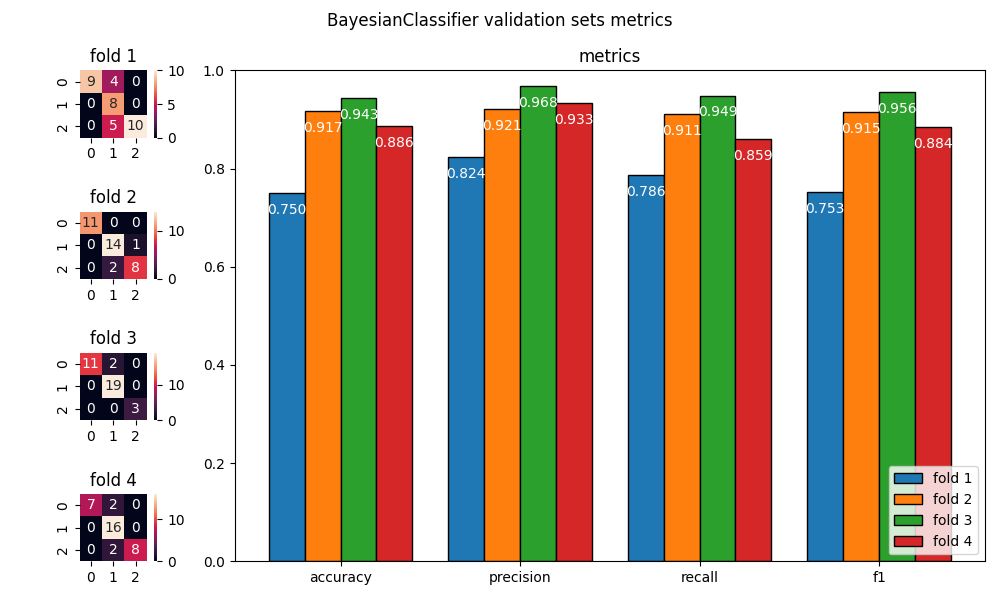 BayesianClassifier validation sets metrics
fold 1
0 9 4 0
1 0 8 0
2 0 5 10
0 1 2
10
5
0
fold 2
0 11 0 0
1 0 14 1
2 0 2 8
0 1 2
10
0
fold 3
0 11 2 0
1 0 19 0
2 0 0 3
0 1 2
10
0
fold 4
0 7 2 0
1 0 16 0
2 0 2 8
0 1 2
10
0
metrics
1.0
0.8
0.6
0.4
0.2
0.0
0.750 0.917 0.943 0.886
0.824 0.921 0.968 0.933
0.786 0.911 0.949 0.859
0.753 0.915 0.956 0.884
accuracy precision recall f1
fold 1
fold 2
fold 3
fold 4